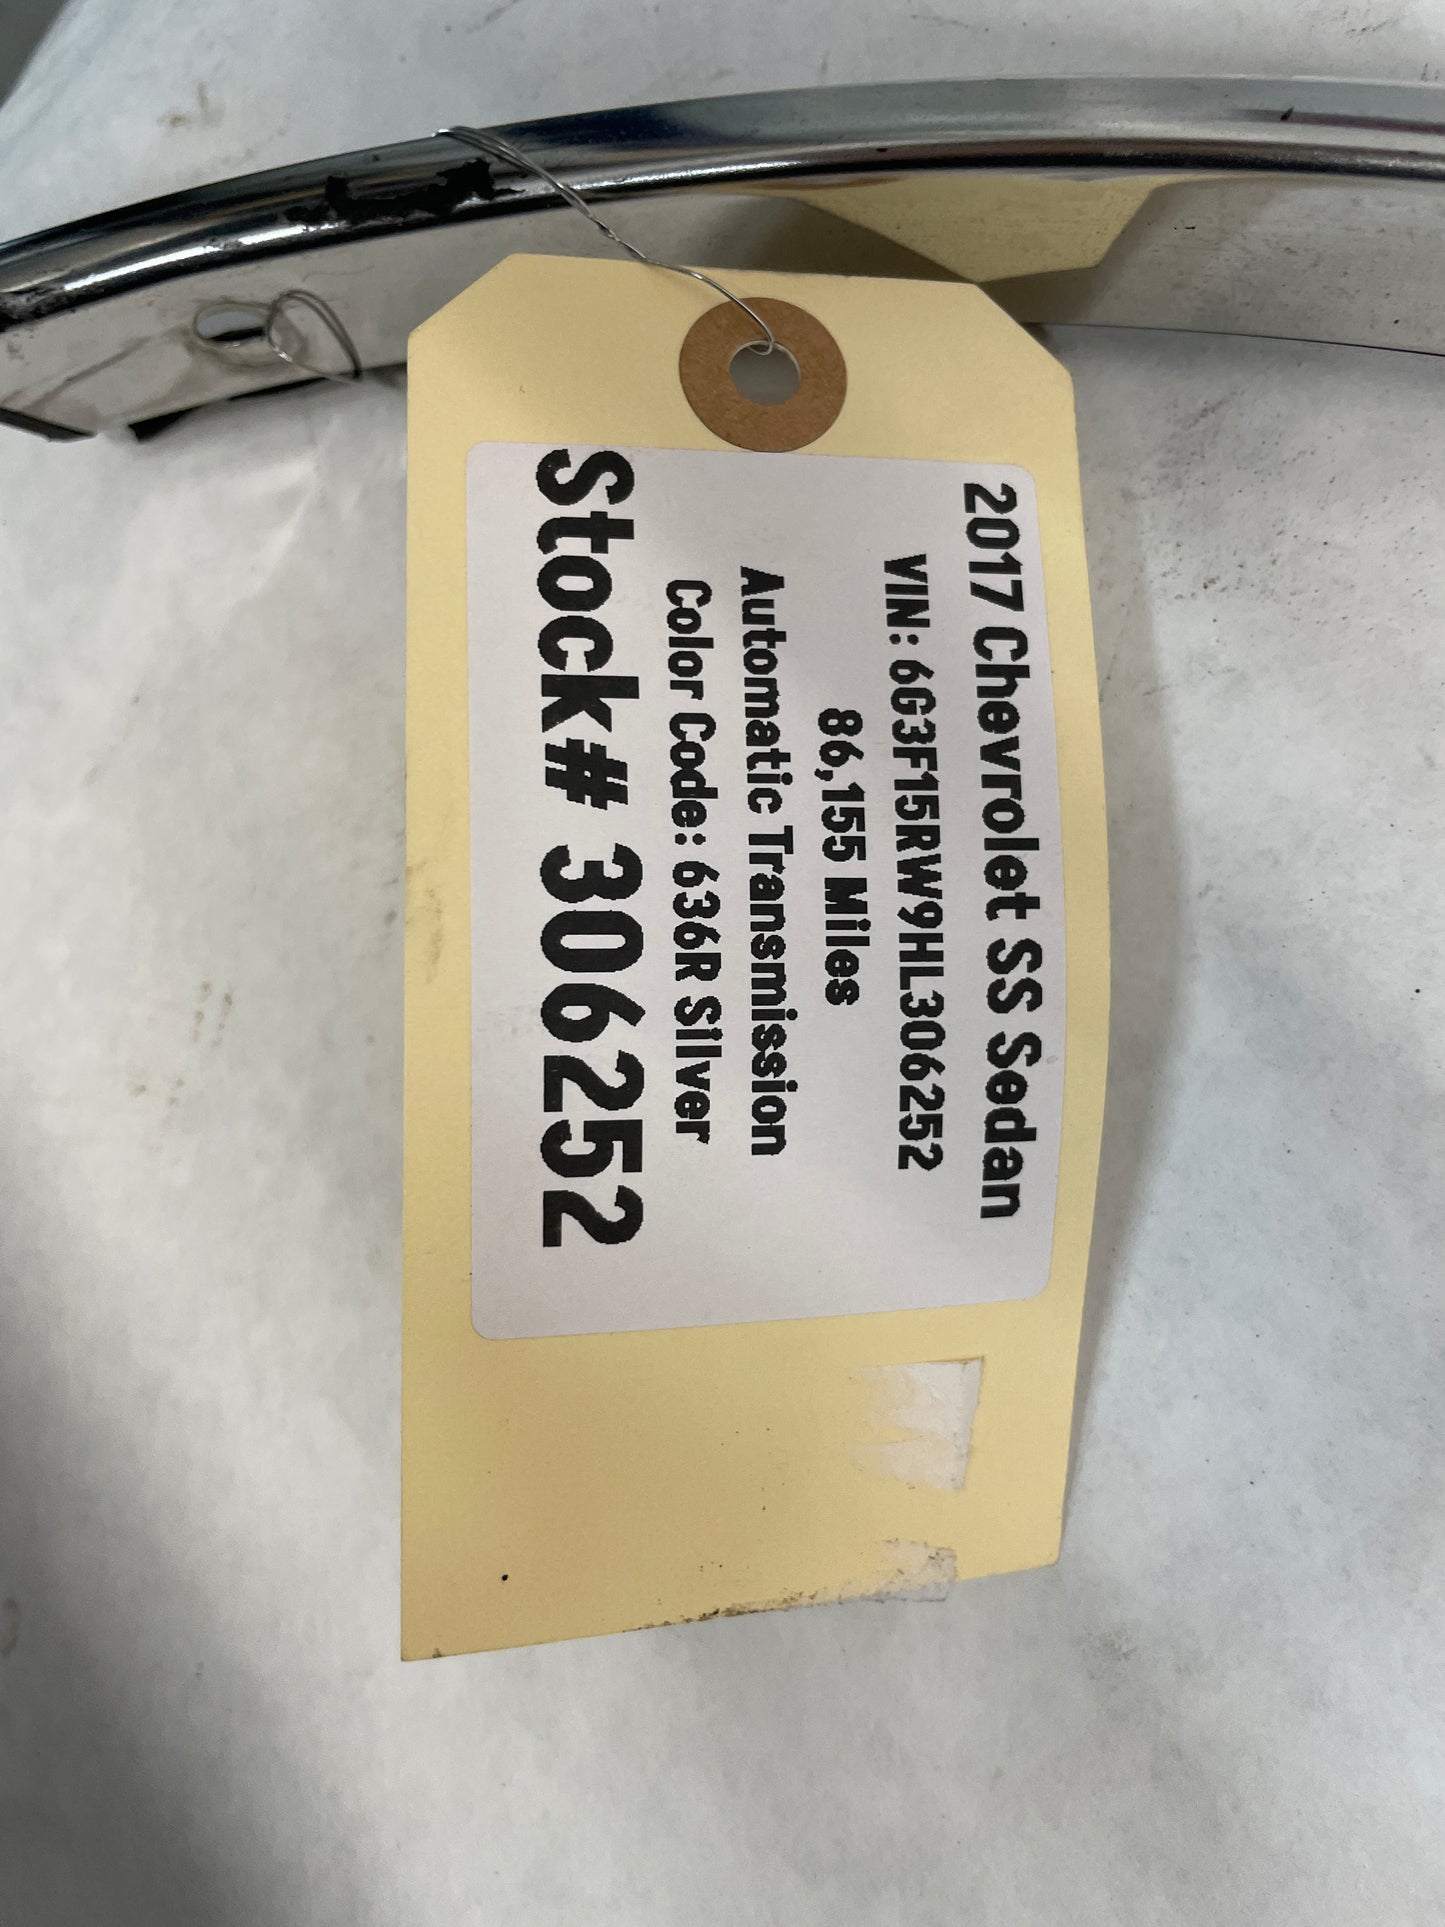 2017 Chevrolet SS Sedan
VIN: 6G3F15RW9HL306252
86,155 Miles
Automatic Transmission
Color Code: 636R Silver
Stock# 306252